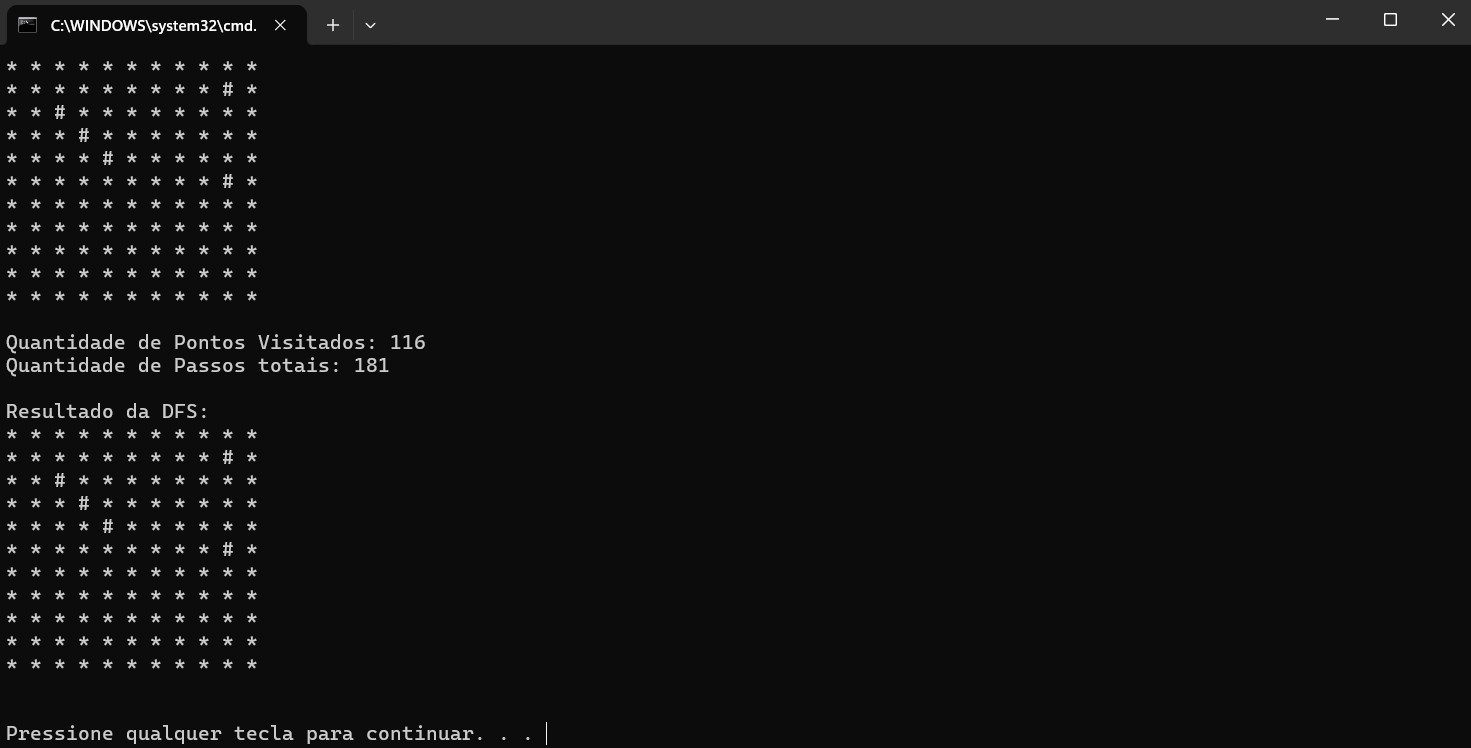 C:\WINDOWS\system32\cmd.
* * * * * * * * * * *
* * * * * * * * * # *
* * # * * * * * * * *
* * * # * * * * * * *
* * * * # * * * * * *
* * * * * * * * * # *
* * * * * * * * * * *
* * * * * * * * * * *
* * * * * * * * * * *
* * * * * * * * * * *
* * * * * * * * * * *
Quantidade de Pontos Visitados: 116
Quantidade de Passos totais: 181
Resultado da DFS:
* * * * * * * * * * *
* * * * * * * * * # *
* * # * * * * * * * *
* * * # * * * * * * *
* * * * # * * * * * *
* * * * * * * * * # *
* * * * * * * * * * *
* * * * * * * * * * *
* * * * * * * * * * *
* * * * * * * * * * *
* * * * * * * * * * *
Pressione qualquer tecla para continuar. . .